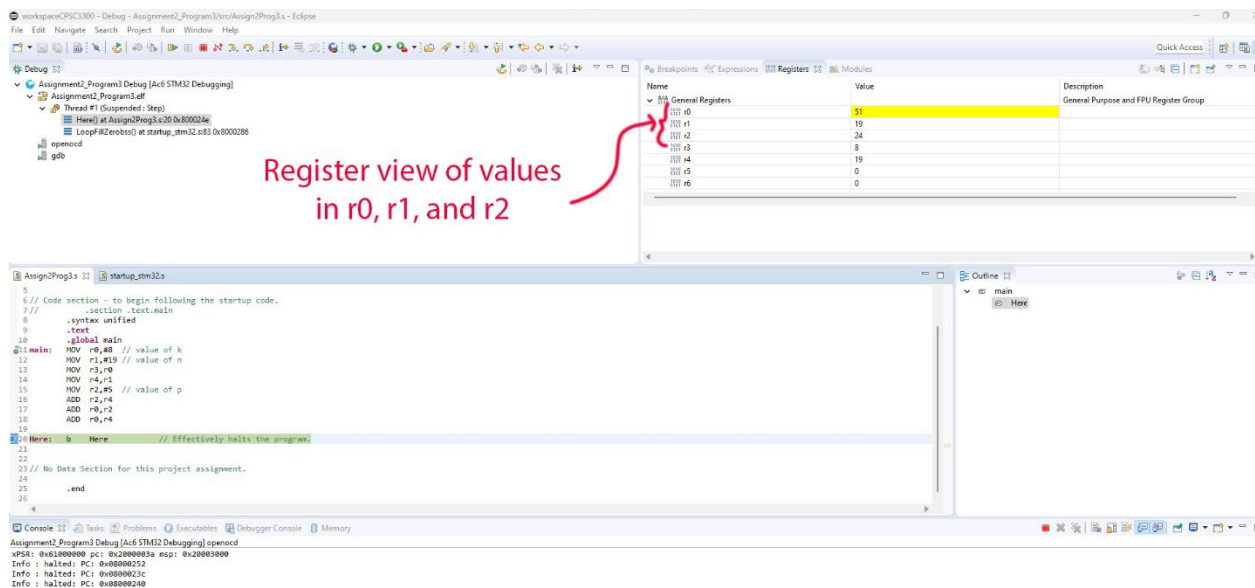 workspaceCPSC3300 - Debug - Assignment2_Program3/src/Assign2Prog3.s - Eclipse
File Edit Navigate Search Project Run Window Help
Quick Access
Debug
Assignment2_Program3 Debug [Ac6 STM32 Debugging]
Assignment2_Program3.elf
Thread #1 (Suspended : Step)
Here() at Assign2Prog3.s:20 0x800024e
LoopFillZerobss() at startup_stm32.s:83 0x8000286
openocd
gdb
Breakpoints Expressions Registers Modules
Name Value Description
General Registers General Purpose and FPU Register Group
r0 51
r1 19
r2 24
r3 8
r4 19
r5 0
r6 0
Register view of values
in r0, r1, and r2
Assign2Prog3.s startup_stm32.s
5
6 // Code section - to begin following the startup code.
7 // .section .text.main
8 .syntax unified
9 .text
10 .global main
11 main: MOV r0,#8 // value of k
12 MOV r1,#19 // value of n
13 MOV r3,r0
14 MOV r4,r1
15 MOV r2,#5 // value of p
16 ADD r2,r4
17 ADD r0,r2
18 ADD r0,r4
19
20 Here: b Here // Effectively halts the program.
21
22
23 // No Data Section for this project assignment.
24
25 .end
26
Outline
main
Here
Console Tasks Problems Executables Debugger Console Memory
Assignment2_Program3 Debug [Ac6 STM32 Debugging] openocd
xPSR: 0x61000000 pc: 0x2000003a msp: 0x20003000
Info : halted: PC: 0x08000252
Info : halted: PC: 0x0800023c
Info : halted: PC: 0x08000240